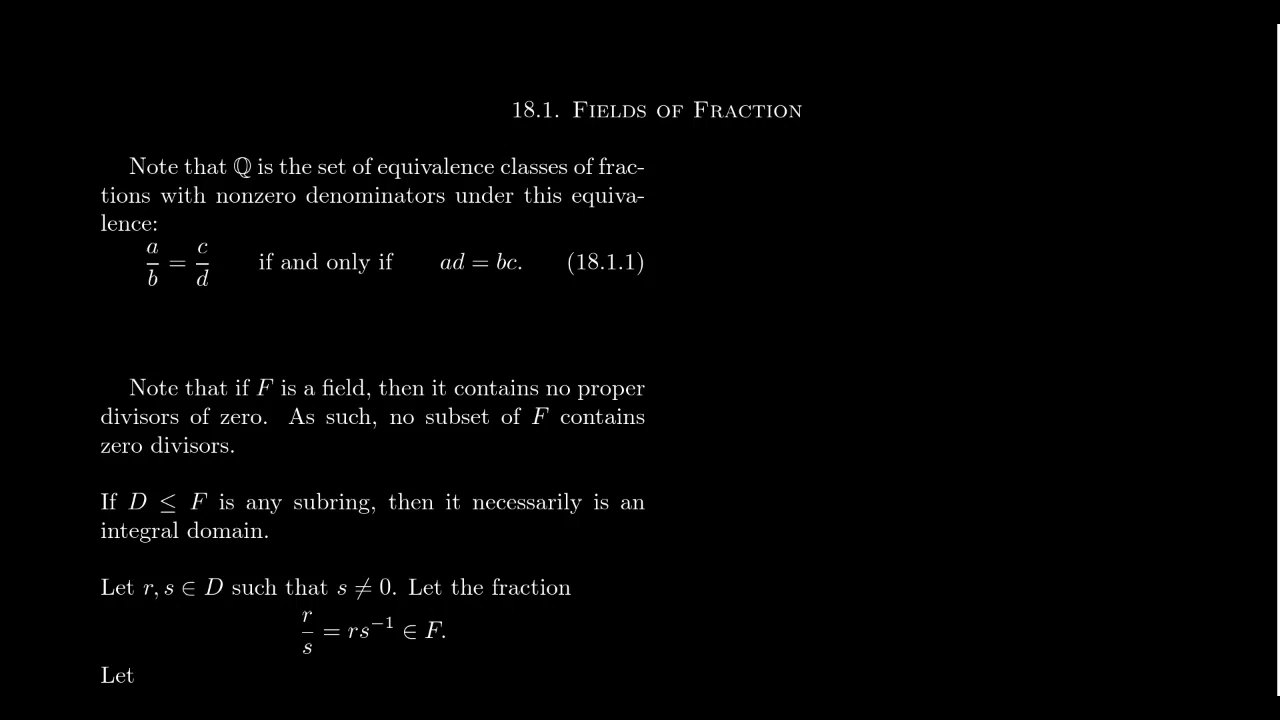 18.1. Fields of Fraction
Note that ℚ is the set of equivalence classes of frac-
tions with nonzero denominators under this equiva-
lence:
a/b = c/d if and only if ad = bc. (18.1.1)
Note that if F is a field, then it contains no proper
divisors of zero. As such, no subset of F contains
zero divisors.
If D ≤ F is any subring, then it necessarily is an
integral domain.
Let r, s ∈ D such that s ≠ 0. Let the fraction
r/s = rs⁻¹ ∈ F.
Let